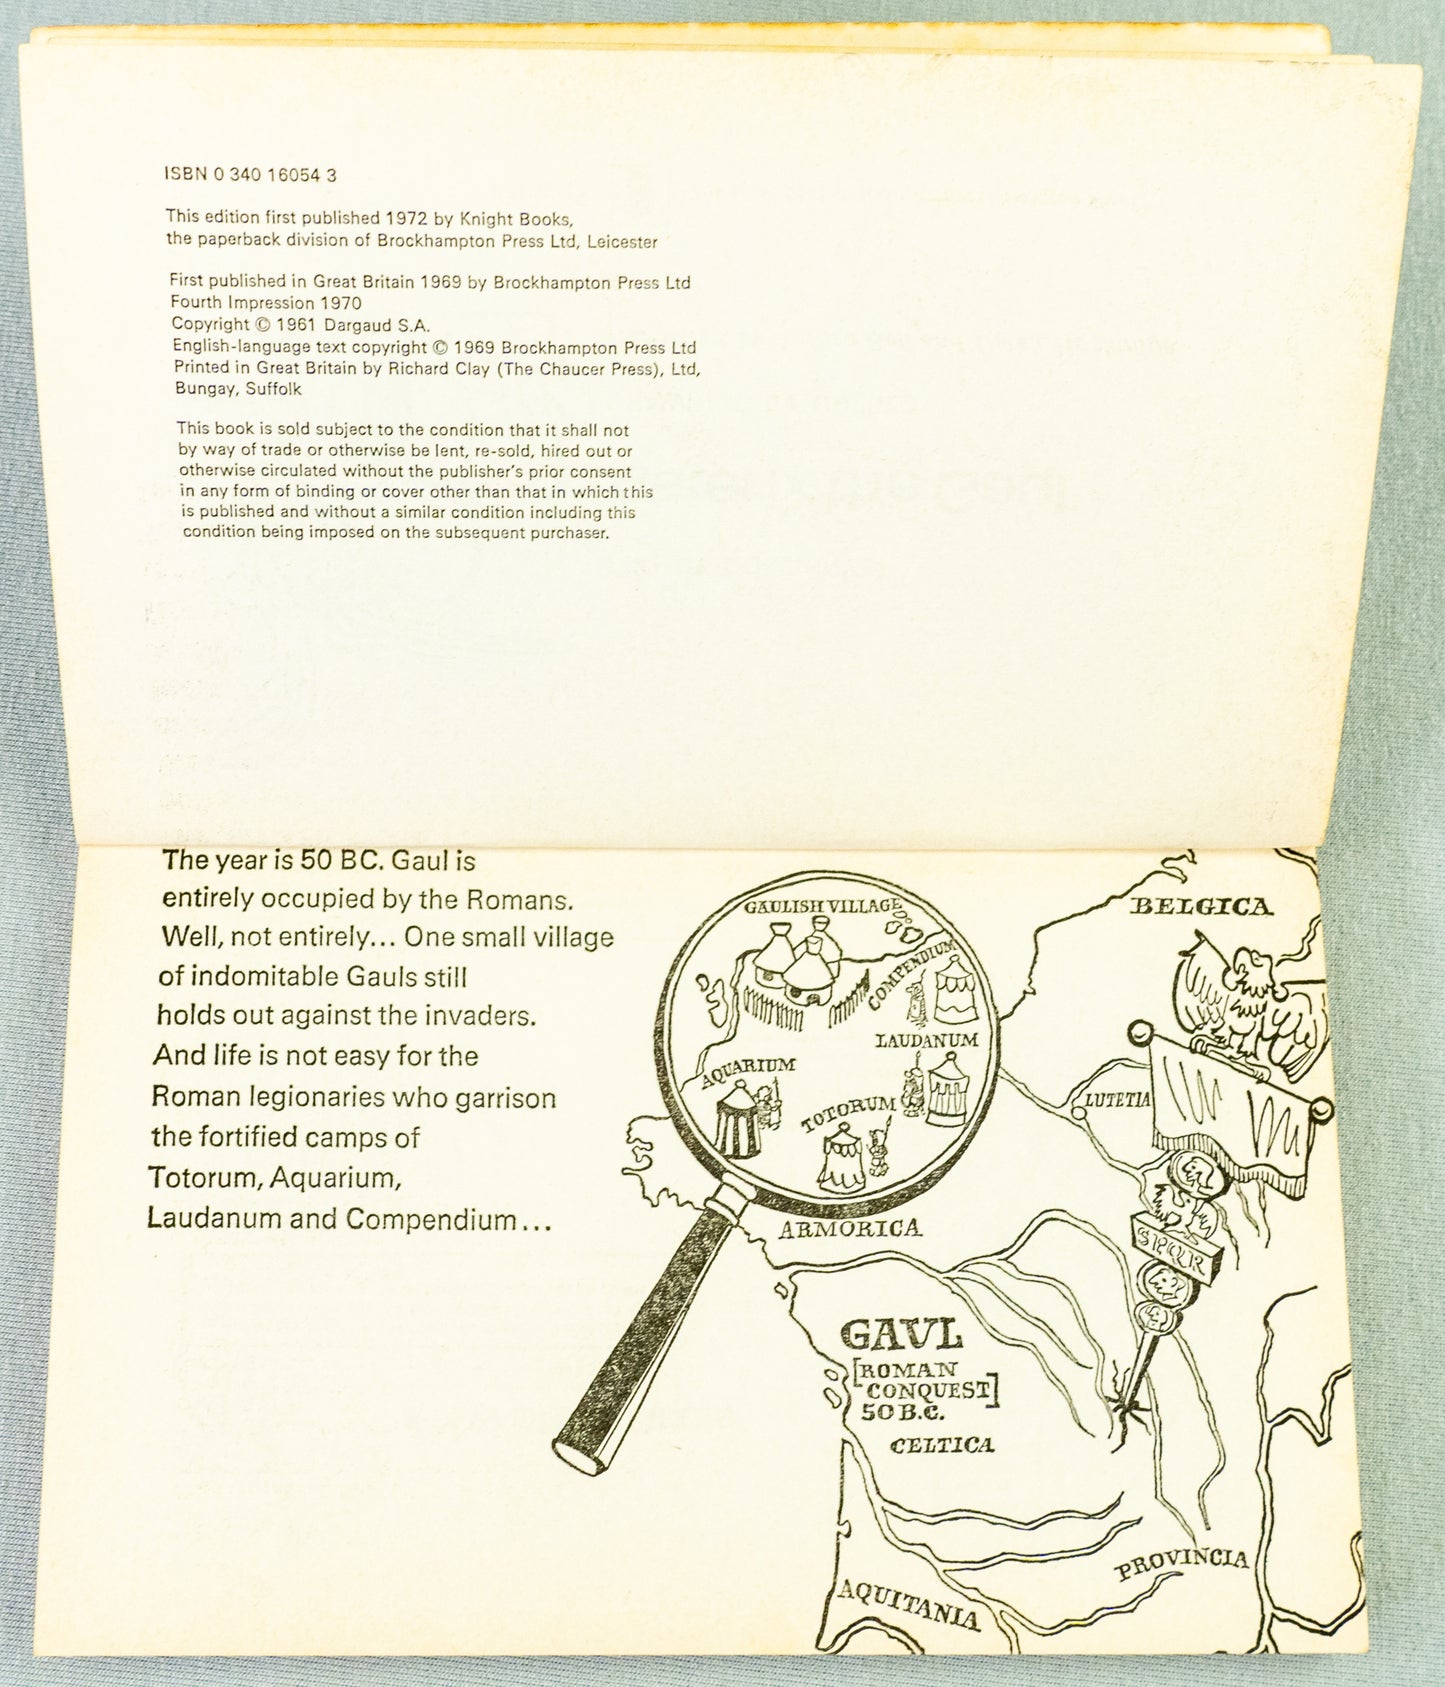 ISBN 0 340 16054 3
This edition first published 1972 by Knight Books,
the paperback division of Brockhampton Press Ltd, Leicester
First published in Great Britain 1969 by Brockhampton Press Ltd
Fourth Impression 1970
Copyright © 1961 Dargaud S.A.
English-language text copyright © 1969 Brockhampton Press Ltd
Printed in Great Britain by Richard Clay (The Chaucer Press), Ltd,
Bungay, Suffolk
This book is sold subject to the condition that it shall not
by way of trade or otherwise be lent, re-sold, hired out or
otherwise circulated without the publisher's prior consent
in any form of binding or cover other than that in which this
is published and without a similar condition including this
condition being imposed on the subsequent purchaser.
The year is 50 BC. Gaul is
entirely occupied by the Romans.
Well, not entirely... One small village
of indomitable Gauls still
holds out against the invaders.
And life is not easy for the
Roman legionaries who garrison
the fortified camps of
Totorum, Aquarium,
Laudanum and Compendium...
GAULISH VILLAGE
COMPENDIUM
LAUDANUM
AQUARIUM
TOTORUM
BELGICA
LUTETIA
SPQR
ARMORICA
GAVL
[ROMAN
CONQUEST]
50 B.C.
CELTICA
PROVINCIA
AQUITANIA